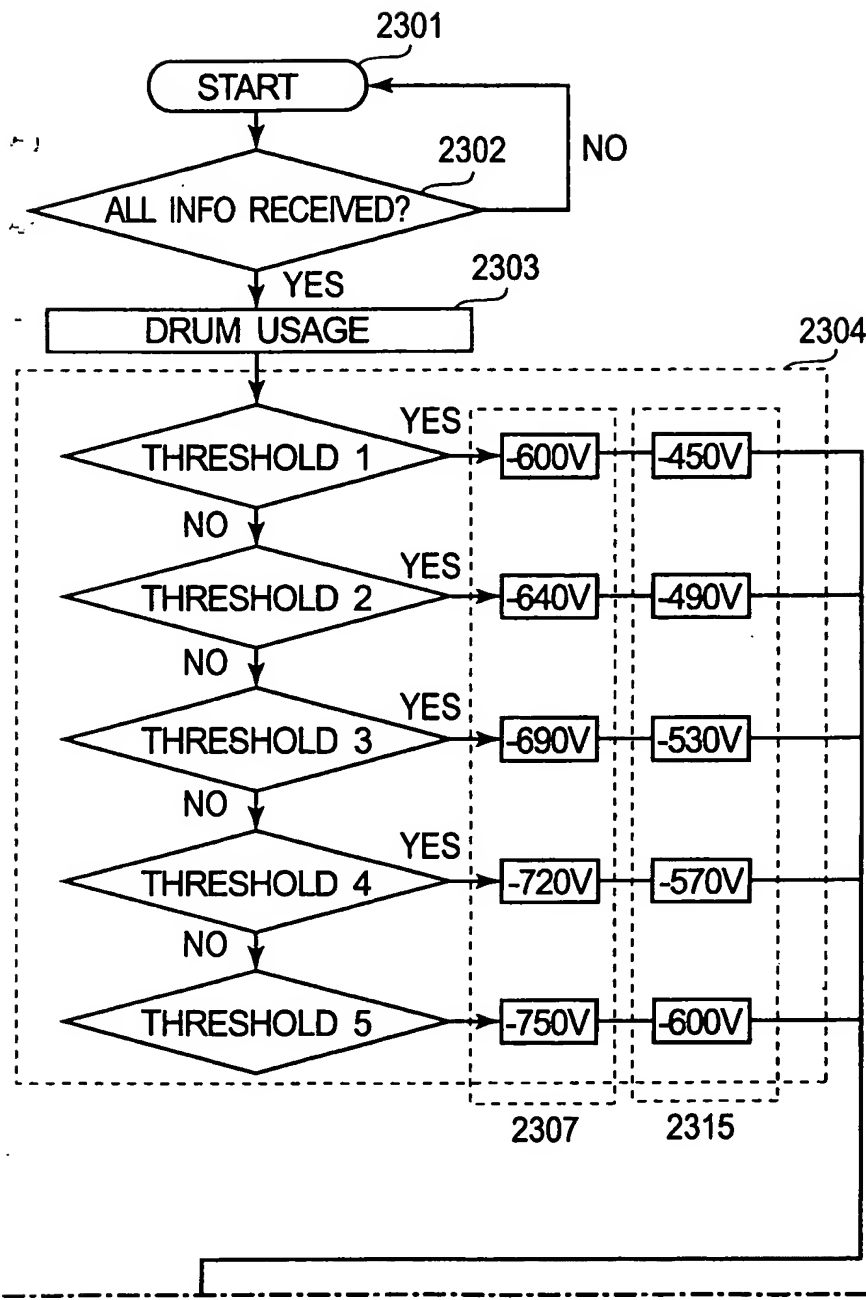 2301
START
2302
NO
ALL INFO RECEIVED?
YES
2303
DRUM USAGE
2304
YES
THRESHOLD 1
-600V
-450V
NO
YES
THRESHOLD 2
-640V
-490V
NO
YES
THRESHOLD 3
-690V
-530V
NO
YES
THRESHOLD 4
-720V
-570V
NO
THRESHOLD 5
-750V
-600V
2307
2315